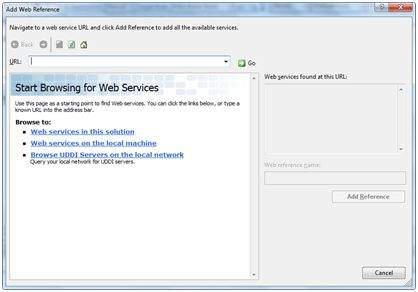 Add Web Reference
Navigate to a web service URL and click Add Reference to add all the available services.
Back
URL:
Go
Start Browsing for Web Services
Use this page as a starting point to find Web services. You can click the links below, or type a
known URL into the address bar.
Browse to:
Web services in this solution
Web services on the local machine
Browse UDDI Servers on the local network
Query your local network for UDDI servers.
Web services found at this URL:
Web reference name:
Add Reference
Cancel